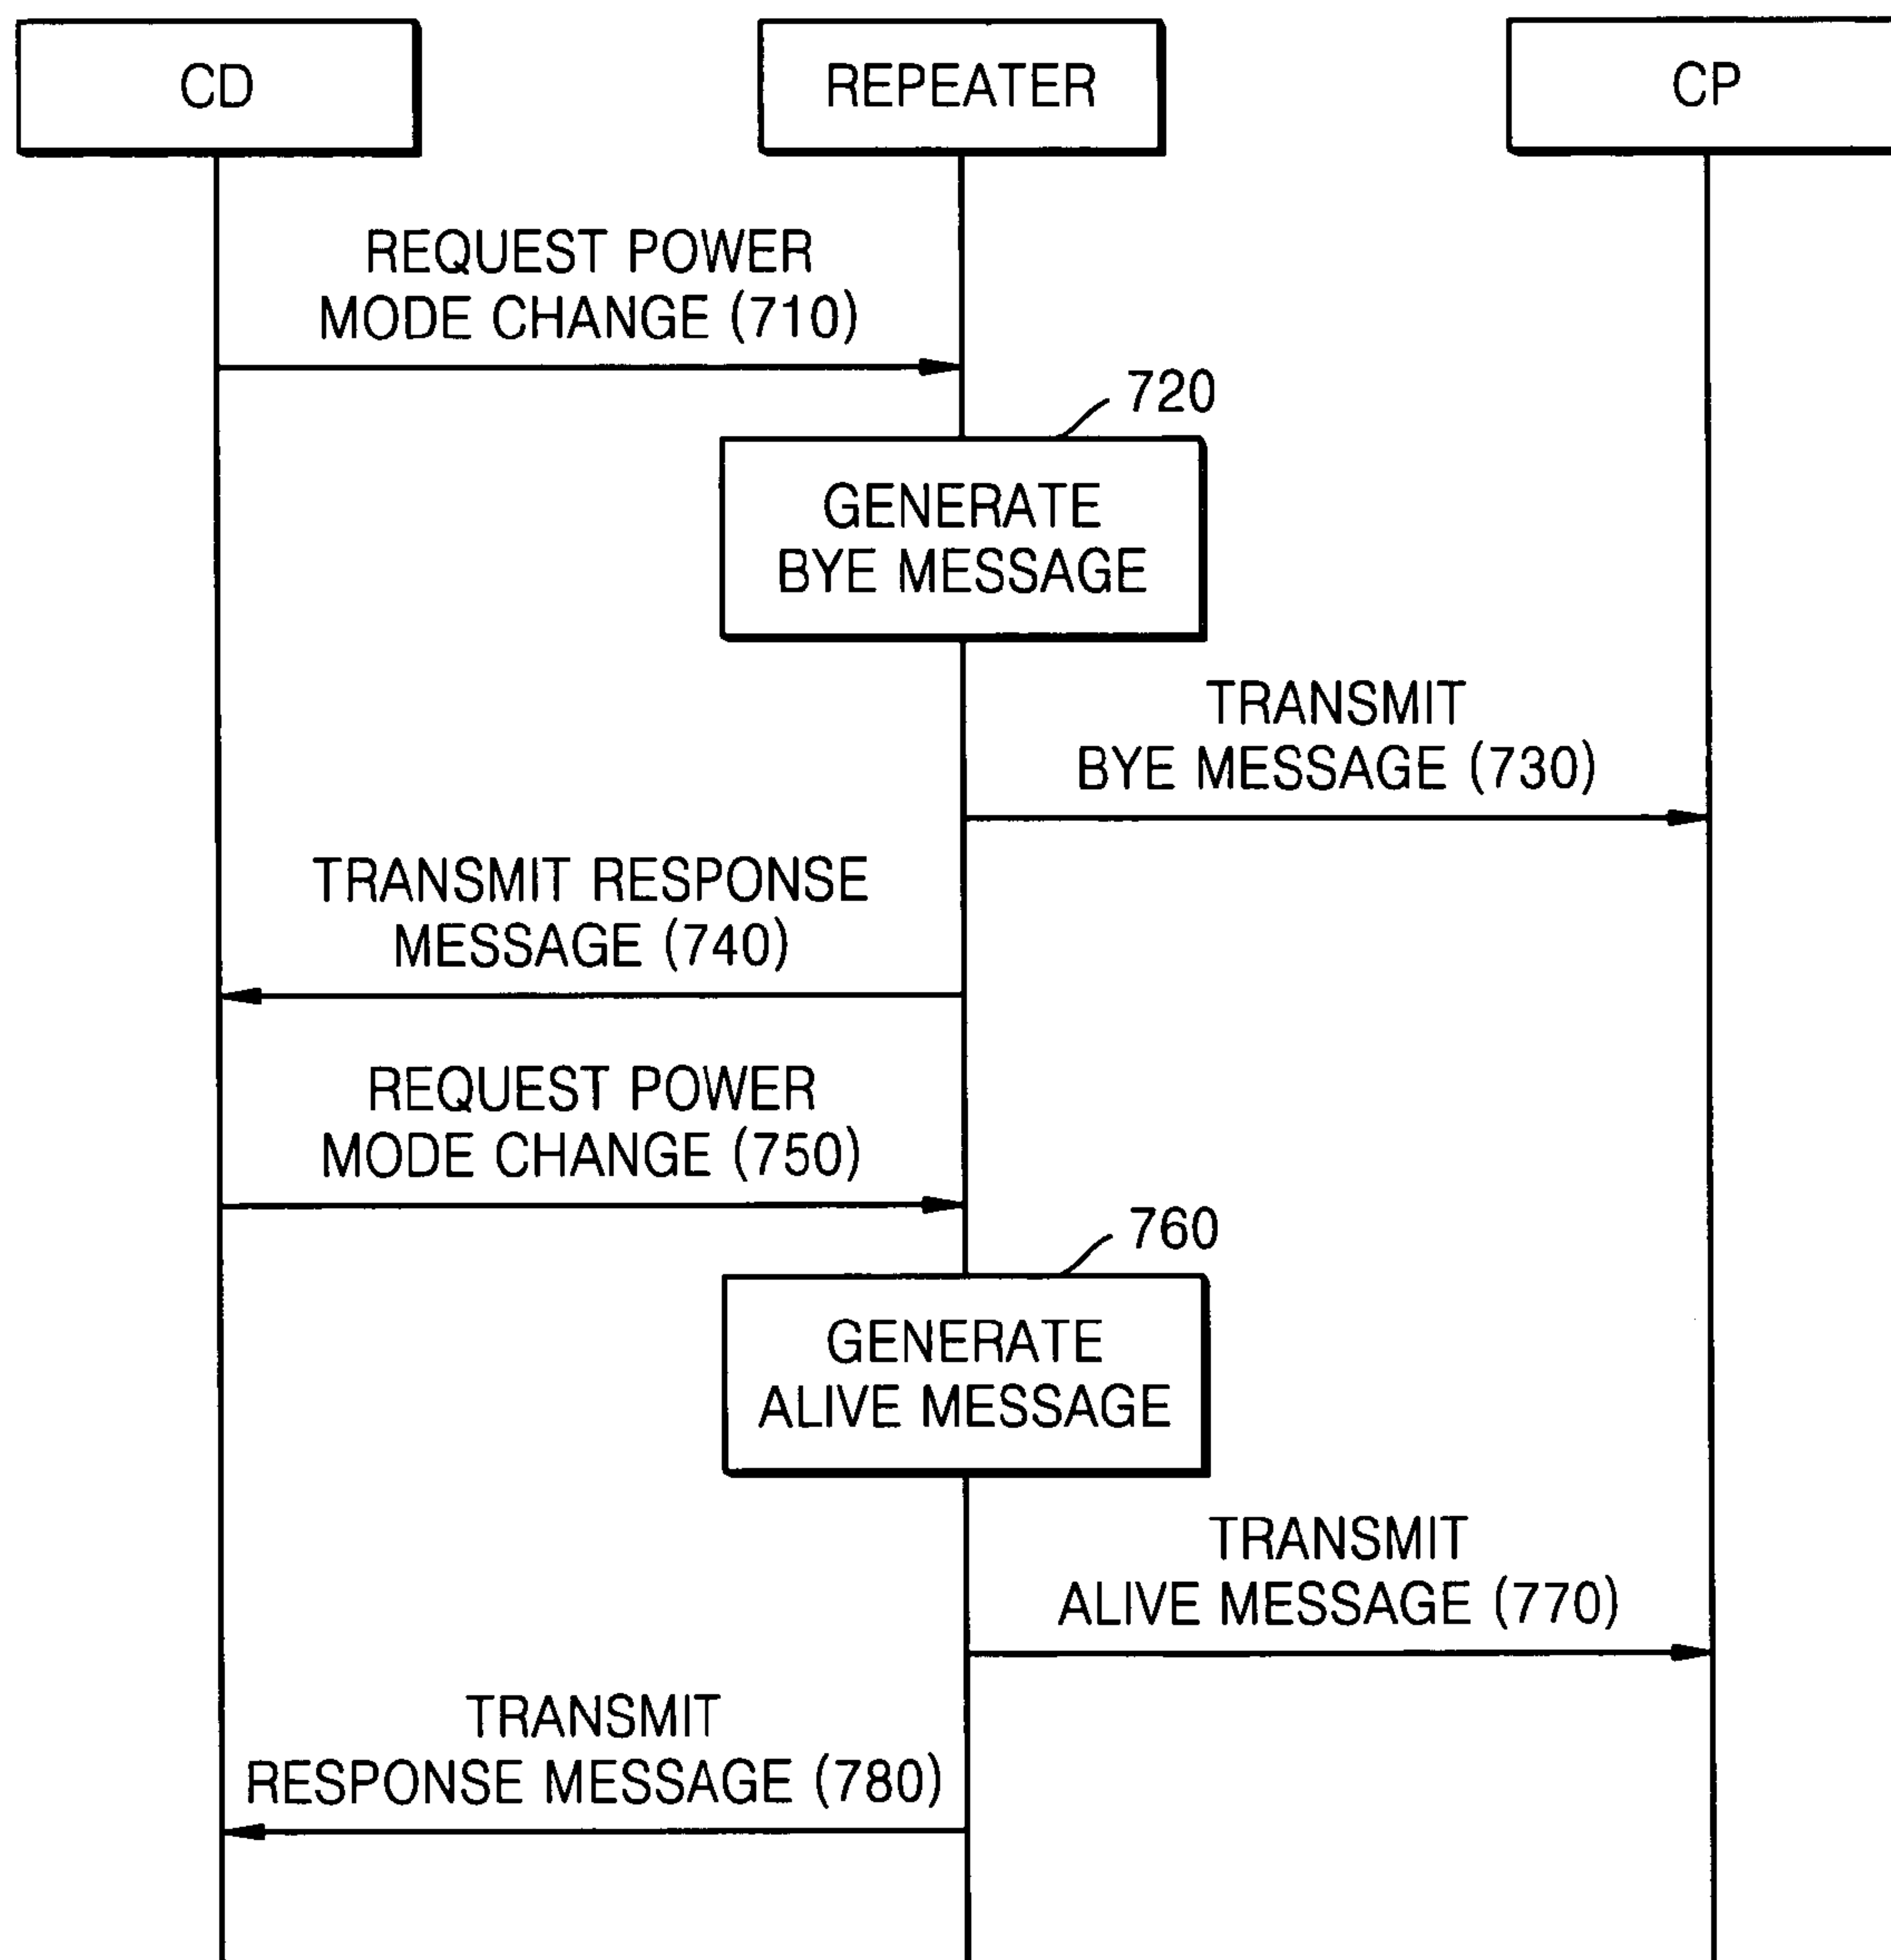 CD
REPEATER
CP
REQUEST POWER
MODE CHANGE (710)
720
GENERATE
BYE MESSAGE
TRANSMIT
BYE MESSAGE (730)
TRANSMIT RESPONSE
MESSAGE (740)
REQUEST POWER
MODE CHANGE (750)
760
GENERATE
ALIVE MESSAGE
TRANSMIT
ALIVE MESSAGE (770)
TRANSMIT
RESPONSE MESSAGE (780)